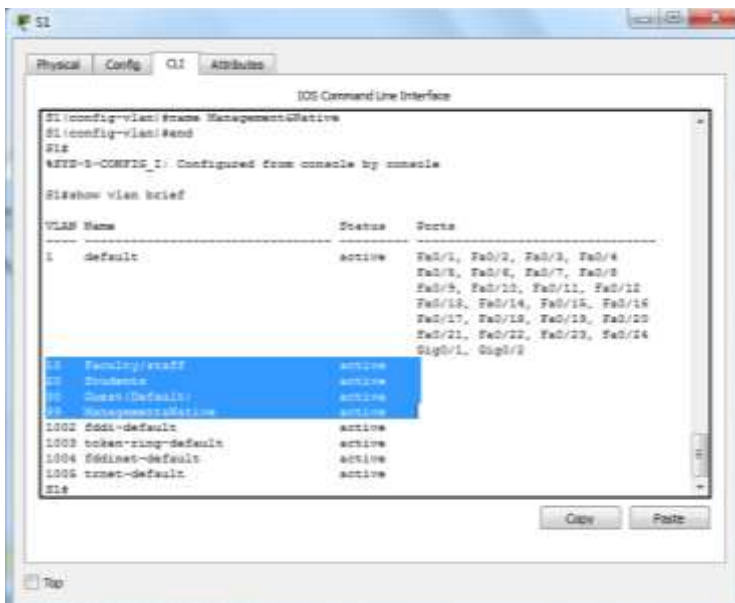 S1
Physical Config CLI Attributes
IOS Command Line Interface
S1(config-vlan)#name Management&Native
S1(config-vlan)#end
S1#
%SYS-5-CONFIG_I: Configured from console by console
S1#show vlan brief
VLAN Name Status Ports
---- -------------------------------- --------- -------------------------------
1 default active Fa0/1, Fa0/2, Fa0/3, Fa0/4
Fa0/5, Fa0/6, Fa0/7, Fa0/8
Fa0/9, Fa0/10, Fa0/11, Fa0/12
Fa0/13, Fa0/14, Fa0/15, Fa0/16
Fa0/17, Fa0/18, Fa0/19, Fa0/20
Fa0/21, Fa0/22, Fa0/23, Fa0/24
Gig0/1, Gig0/2
10 Faculty/staff active
20 Students active
30 Guest(Default) active
99 Management&Native active
1002 fddi-default active
1003 token-ring-default active
1004 fddinet-default active
1005 trnet-default active
S1#
Copy Paste
Top